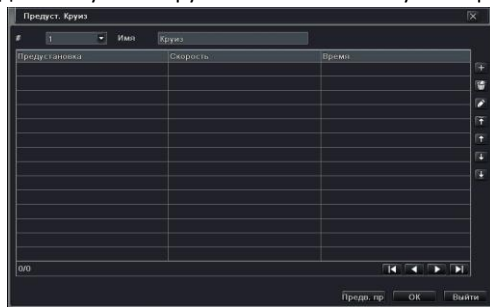 Предуст. Круиз
# 1 Имя Круиз
Предустановка Скорость Время
0/0
Предв. пр OK Выйти